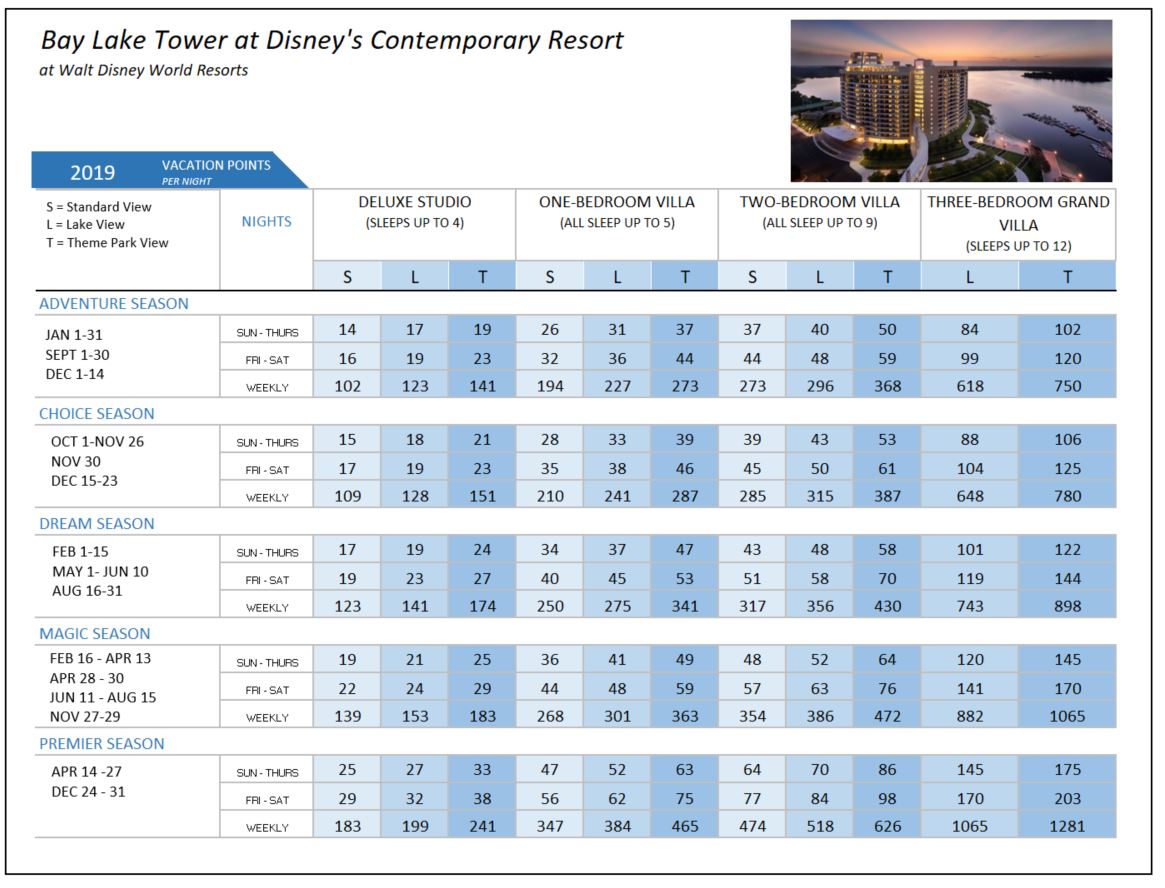 Bay Lake Tower at Disney's Contemporary Resort
at Walt Disney World Resorts
2019 VACATION POINTS
PER NIGHT
S = Standard View
L = Lake View
T = Theme Park View
NIGHTS
DELUXE STUDIO
(SLEEPS UP TO 4)
ONE-BEDROOM VILLA
(ALL SLEEP UP TO 5)
TWO-BEDROOM VILLA
(ALL SLEEP UP TO 9)
THREE-BEDROOM GRAND
VILLA
(SLEEPS UP TO 12)
S L T S L T S L T L T
ADVENTURE SEASON
JAN 1-31
SEPT 1-30
DEC 1-14
SUN - THURS 14 17 19 26 31 37 37 40 50 84 102
FRI - SAT 16 19 23 32 36 44 44 48 59 99 120
WEEKLY 102 123 141 194 227 273 273 296 368 618 750
CHOICE SEASON
OCT 1-NOV 26
NOV 30
DEC 15-23
SUN - THURS 15 18 21 28 33 39 39 43 53 88 106
FRI - SAT 17 19 23 35 38 46 45 50 61 104 125
WEEKLY 109 128 151 210 241 287 285 315 387 648 780
DREAM SEASON
FEB 1-15
MAY 1- JUN 10
AUG 16-31
SUN - THURS 17 19 24 34 37 47 43 48 58 101 122
FRI - SAT 19 23 27 40 45 53 51 58 70 119 144
WEEKLY 123 141 174 250 275 341 317 356 430 743 898
MAGIC SEASON
FEB 16 - APR 13
APR 28 - 30
JUN 11 - AUG 15
NOV 27-29
SUN - THURS 19 21 25 36 41 49 48 52 64 120 145
FRI - SAT 22 24 29 44 48 59 57 63 76 141 170
WEEKLY 139 153 183 268 301 363 354 386 472 882 1065
PREMIER SEASON
APR 14 -27
DEC 24 - 31
SUN - THURS 25 27 33 47 52 63 64 70 86 145 175
FRI - SAT 29 32 38 56 62 75 77 84 98 170 203
WEEKLY 183 199 241 347 384 465 474 518 626 1065 1281